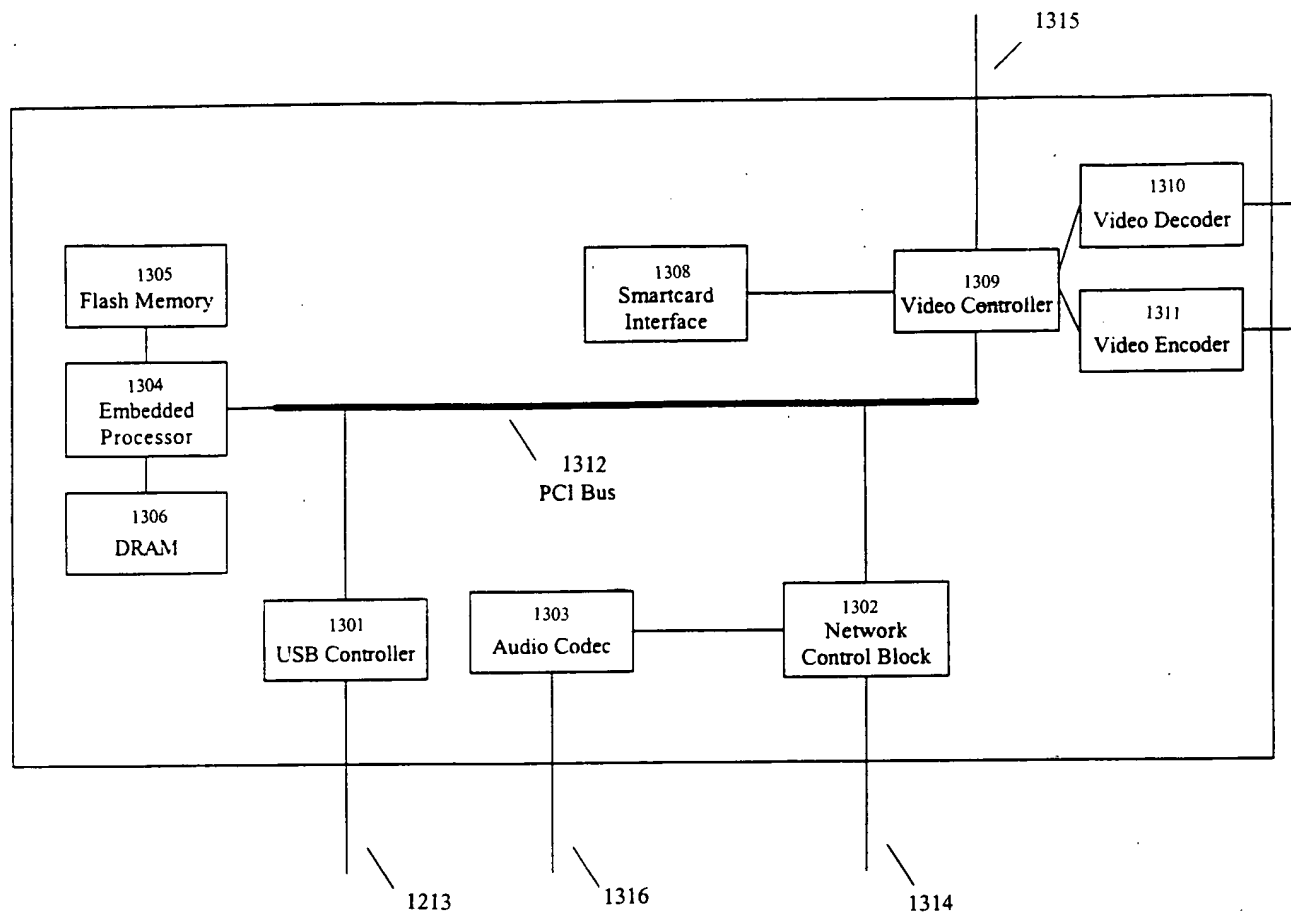 1315
1310
Video Decoder
1305
Flash Memory
1308
Smartcard
Interface
1309
Video Controller
1311
Video Encoder
1304
Embedded
Processor
1312
PCI Bus
1306
DRAM
1301
USB Controller
1303
Audio Codec
1302
Network
Control Block
1213
1316
1314